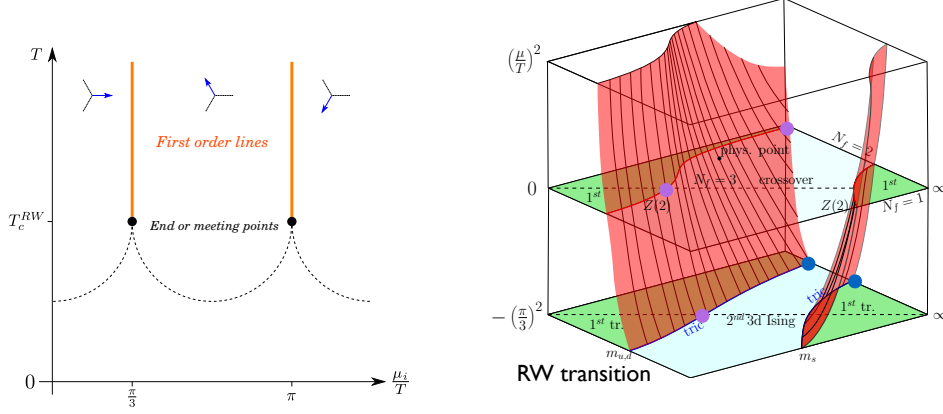 T
First order lines
T_c^{RW}
End or meeting points
0
π/3
π
μ_i/T
(μ/T)^2
phys. point
N_f = 2
1^{st}
N_f = 3
crossover
1^{st}
0
∞
Z(2)
Z(2)
N_f = 1
tric
-(π/3)^2
1^{st} tr.
tric
2^{nd} 3d Ising
1^{st} tr.
∞
m_{u,d}
m_s
RW transition